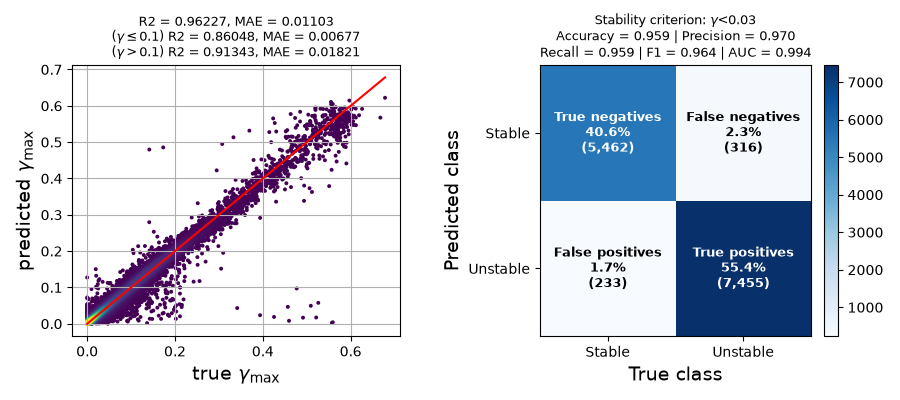 R2 = 0.96227, MAE = 0.01103
(γ ≤ 0.1) R2 = 0.86048, MAE = 0.00677
(γ > 0.1) R2 = 0.91343, MAE = 0.01821
0.7
0.6
0.5
0.4
0.3
0.2
0.1
0.0
predicted γmax
0.0
0.2
0.4
0.6
true γmax
Stability criterion: γ<0.03
Accuracy = 0.959 | Precision = 0.970
Recall = 0.959 | F1 = 0.964 | AUC = 0.994
Predicted class
Stable
Unstable
True negatives
40.6%
(5,462)
False negatives
2.3%
(316)
False positives
1.7%
(233)
True positives
55.4%
(7,455)
Stable
Unstable
True class
7000
6000
5000
4000
3000
2000
1000